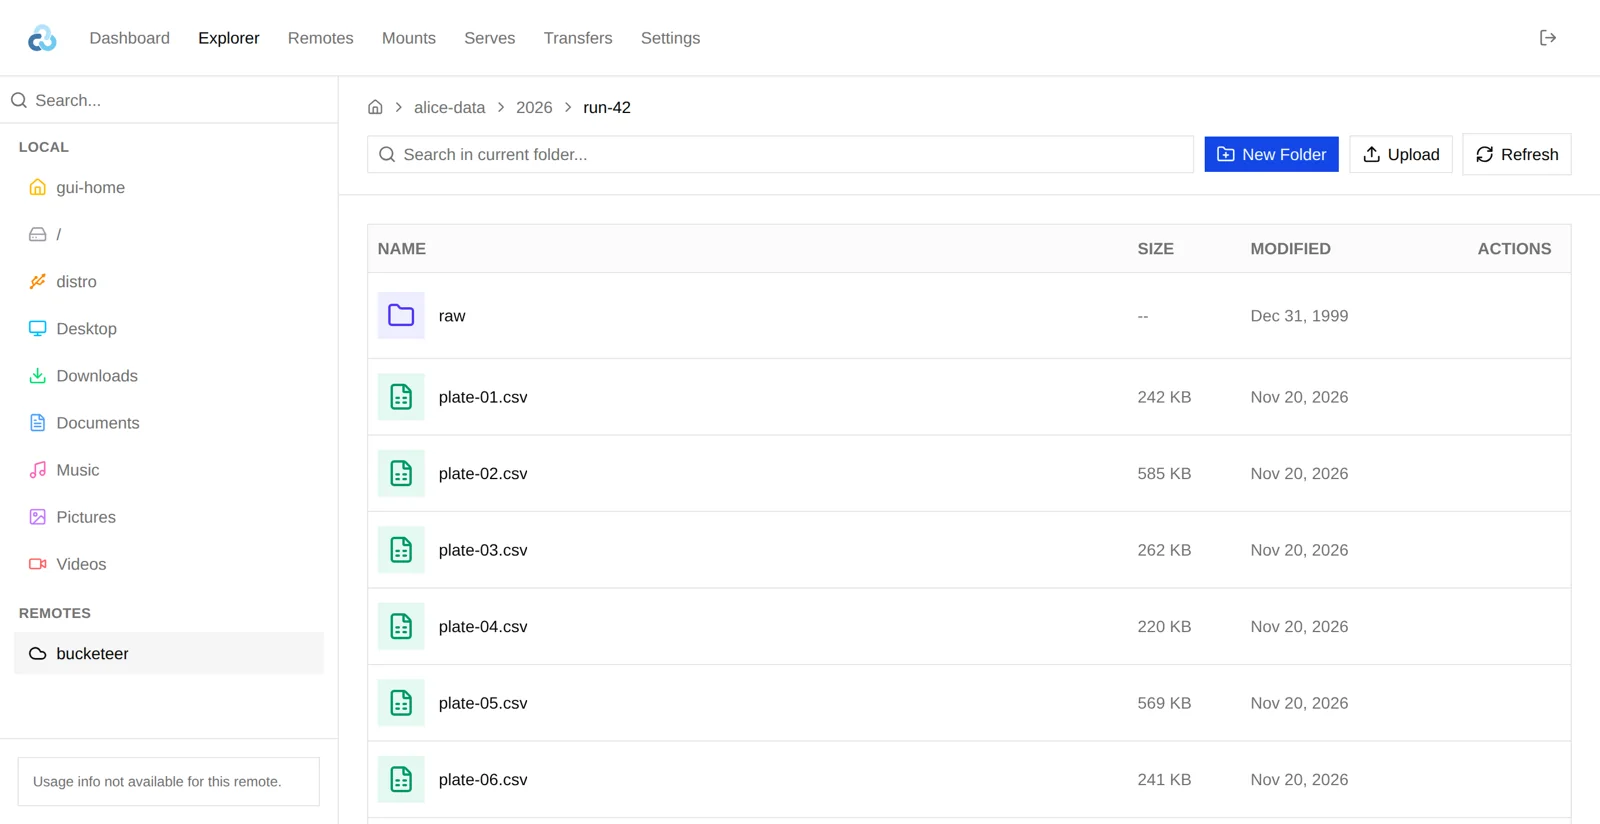 Dashboard Explorer Remotes Mounts Serves Transfers Settings
Search...
LOCAL
gui-home
/
distro
Desktop
Downloads
Documents
Music
Pictures
Videos
REMOTES
bucketeer
Usage info not available for this remote.
alice-data 2026 run-42
Search in current folder...
New Folder
Upload
Refresh
NAME SIZE MODIFIED ACTIONS
raw -- Dec 31, 1999
plate-01.csv 242 KB Nov 20, 2026
plate-02.csv 585 KB Nov 20, 2026
plate-03.csv 262 KB Nov 20, 2026
plate-04.csv 220 KB Nov 20, 2026
plate-05.csv 569 KB Nov 20, 2026
plate-06.csv 241 KB Nov 20, 2026